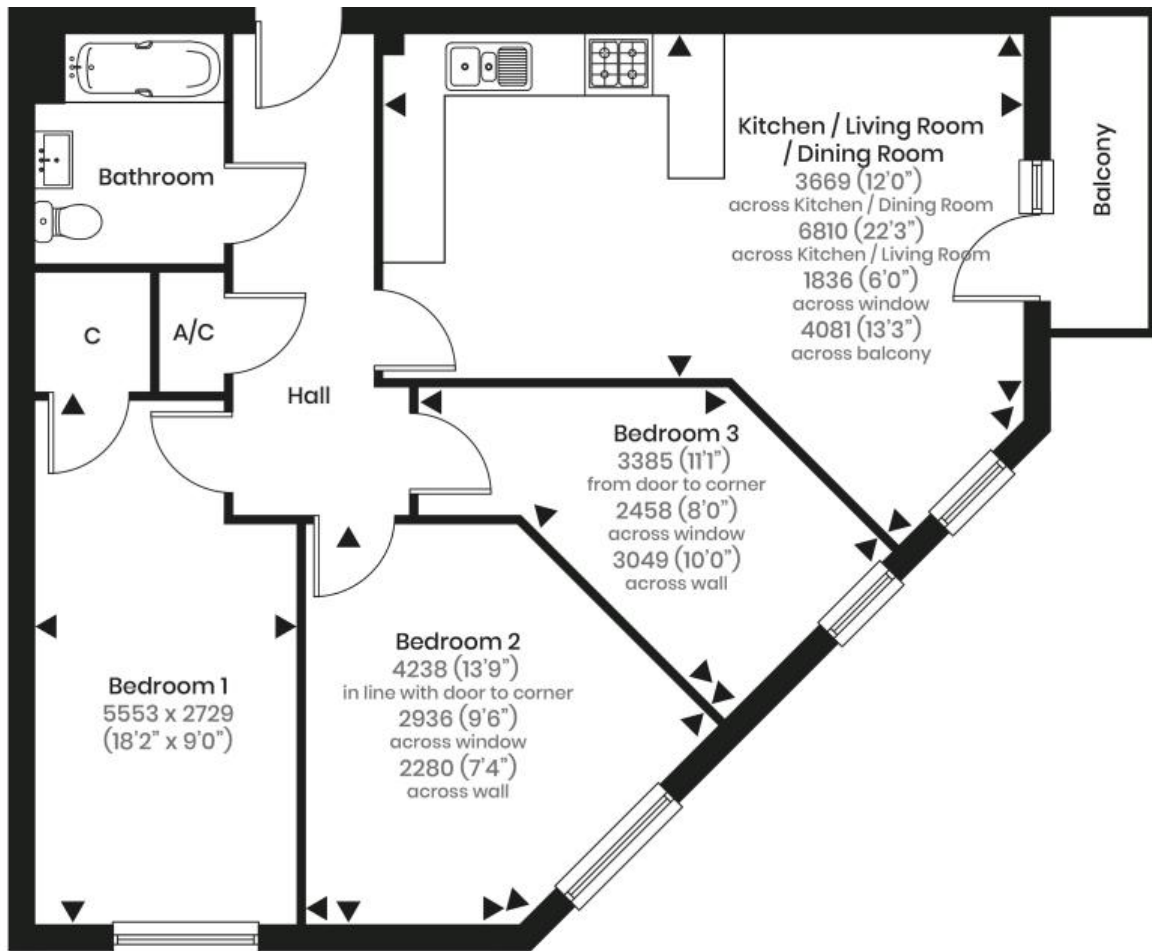 Bathroom
C
A/C
Hall
Kitchen / Living Room
/ Dining Room
3669 (12'0")
across Kitchen / Dining Room
6810 (22'3")
across Kitchen / Living Room
1836 (6'0")
across window
4081 (13'3")
across balcony
Balcony
Bedroom 3
3385 (11'1")
from door to corner
2458 (8'0")
across window
3049 (10'0")
across wall
Bedroom 2
4238 (13'9")
in line with door to corner
2936 (9'6")
across window
2280 (7'4")
across wall
Bedroom 1
5553 x 2729
(18'2" x 9'0")